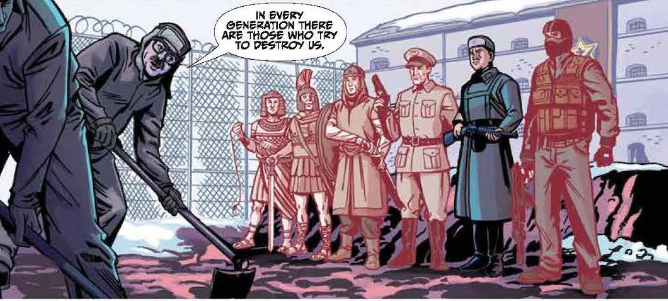 IN EVERY
GENERATION THERE
ARE THOSE WHO TRY
TO DESTROY US.